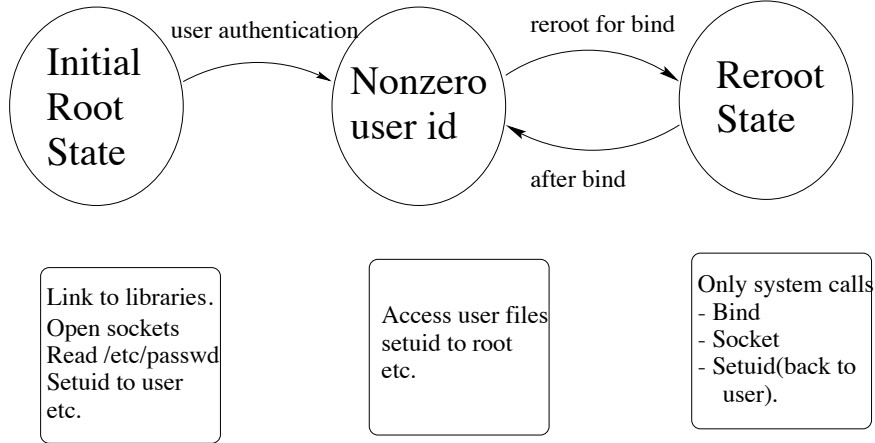 user authentication
reroot for bind
Initial
Root
State
Nonzero
user id
Reroot
State
after bind
Link to libraries.
Open sockets
Read /etc/passwd
Setuid to user
etc.
Access user files
setuid to root
etc.
Only system calls
- Bind
- Socket
- Setuid(back to
user).